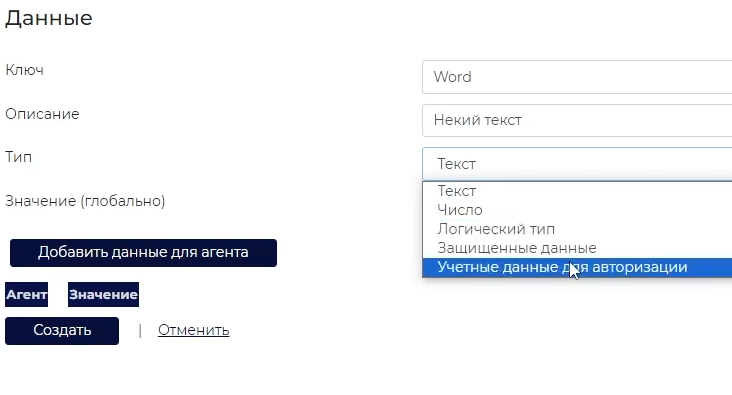 Данные
Ключ
Word
Описание
Некий текст
Тип
Текст
Значение (глобально)
Текст
Число
Логический тип
Защищенные данные
Учетные данные для авторизации
Добавить данные для агента
Агент Значение
Создать | Отменить